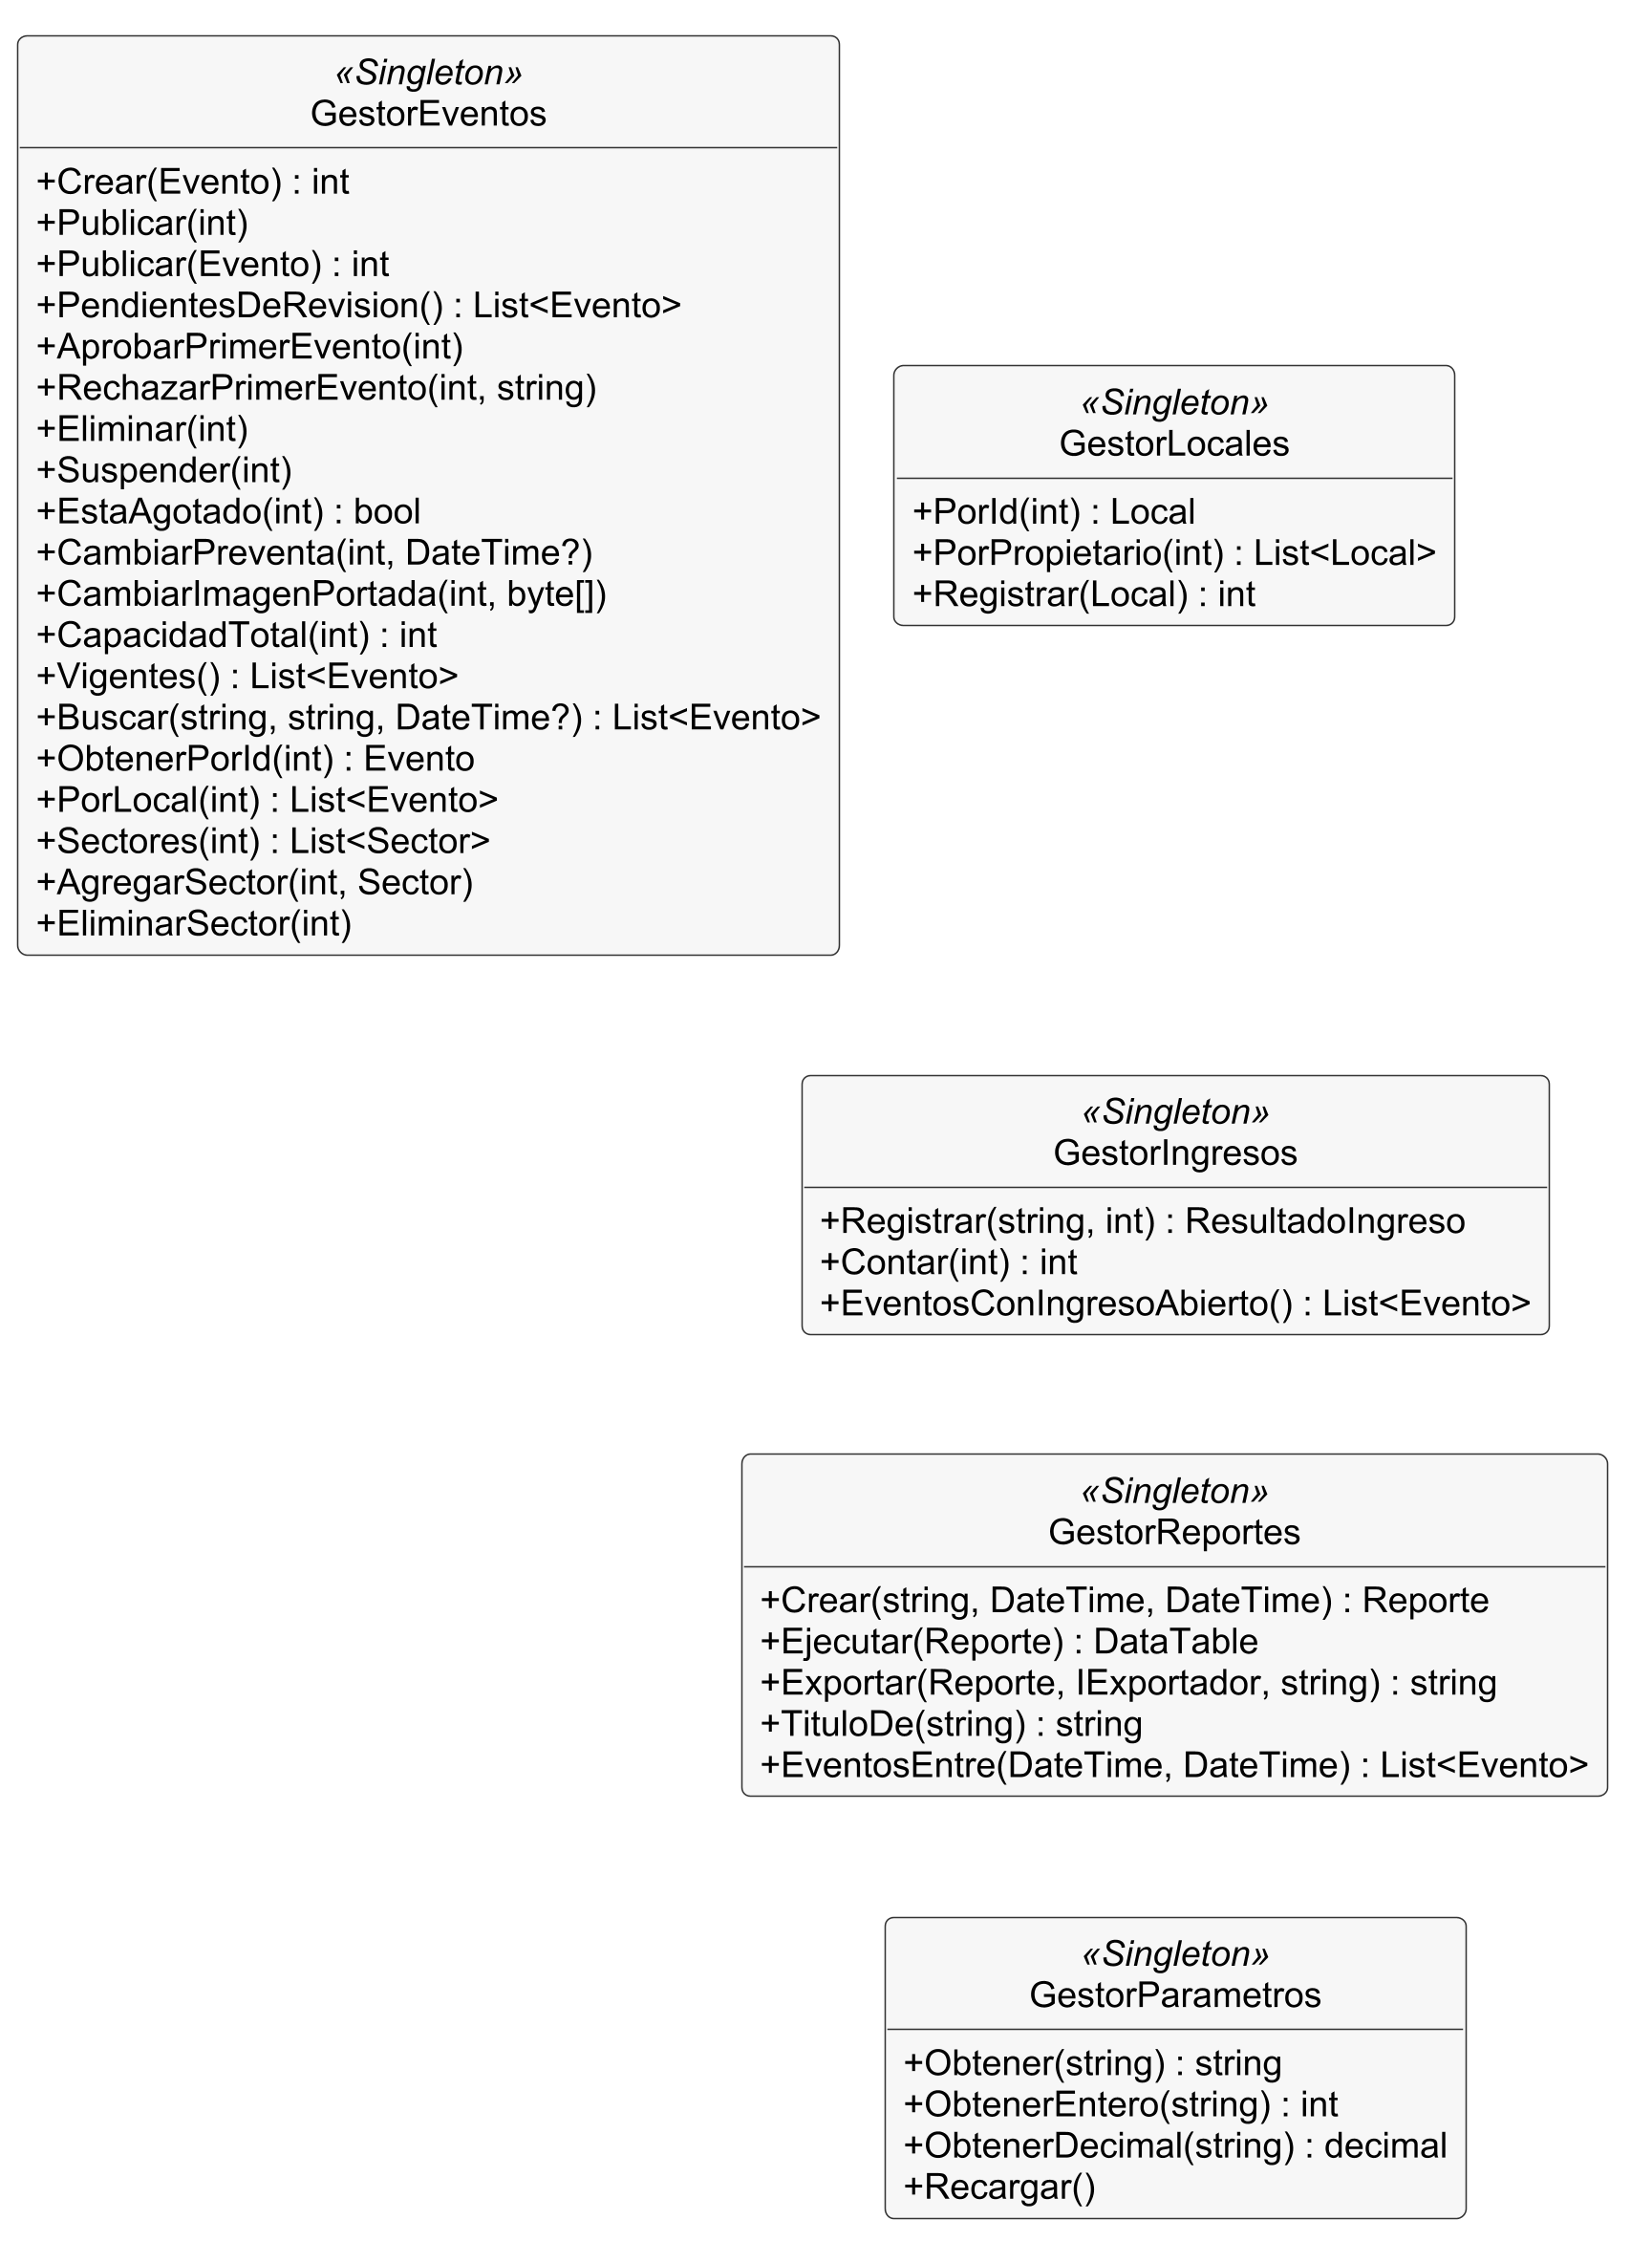 «Singleton»
GestorEventos
+Crear(Evento) : int
+Publicar(int)
+Publicar(Evento) : int
+PendientesDeRevision() : List<Evento>
+AprobarPrimerEvento(int)
+RechazarPrimerEvento(int, string)
+Eliminar(int)
+Suspender(int)
+EstaAgotado(int) : bool
+CambiarPreventa(int, DateTime?)
+CambiarImagenPortada(int, byte[])
+CapacidadTotal(int) : int
+Vigentes() : List<Evento>
+Buscar(string, string, DateTime?) : List<Evento>
+ObtenerPorId(int) : Evento
+PorLocal(int) : List<Evento>
+Sectores(int) : List<Sector>
+AgregarSector(int, Sector)
+EliminarSector(int)
«Singleton»
GestorLocales
+PorId(int) : Local
+PorPropietario(int) : List<Local>
+Registrar(Local) : int
«Singleton»
GestorIngresos
+Registrar(string, int) : ResultadoIngreso
+Contar(int) : int
+EventosConIngresoAbierto() : List<Evento>
«Singleton»
GestorReportes
+Crear(string, DateTime, DateTime) : Reporte
+Ejecutar(Reporte) : DataTable
+Exportar(Reporte, IExportador, string) : string
+TituloDe(string) : string
+EventosEntre(DateTime, DateTime) : List<Evento>
«Singleton»
GestorParametros
+Obtener(string) : string
+ObtenerEntero(string) : int
+ObtenerDecimal(string) : decimal
+Recargar()